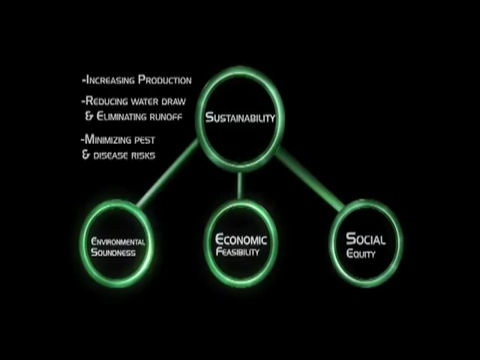 -Increasing Production
-Reducing water draw
& Eliminating runoff
-Minimizing pest
& disease risks
Sustainability
Environmental
Soundness
Economic
Feasibility
Social
Equity